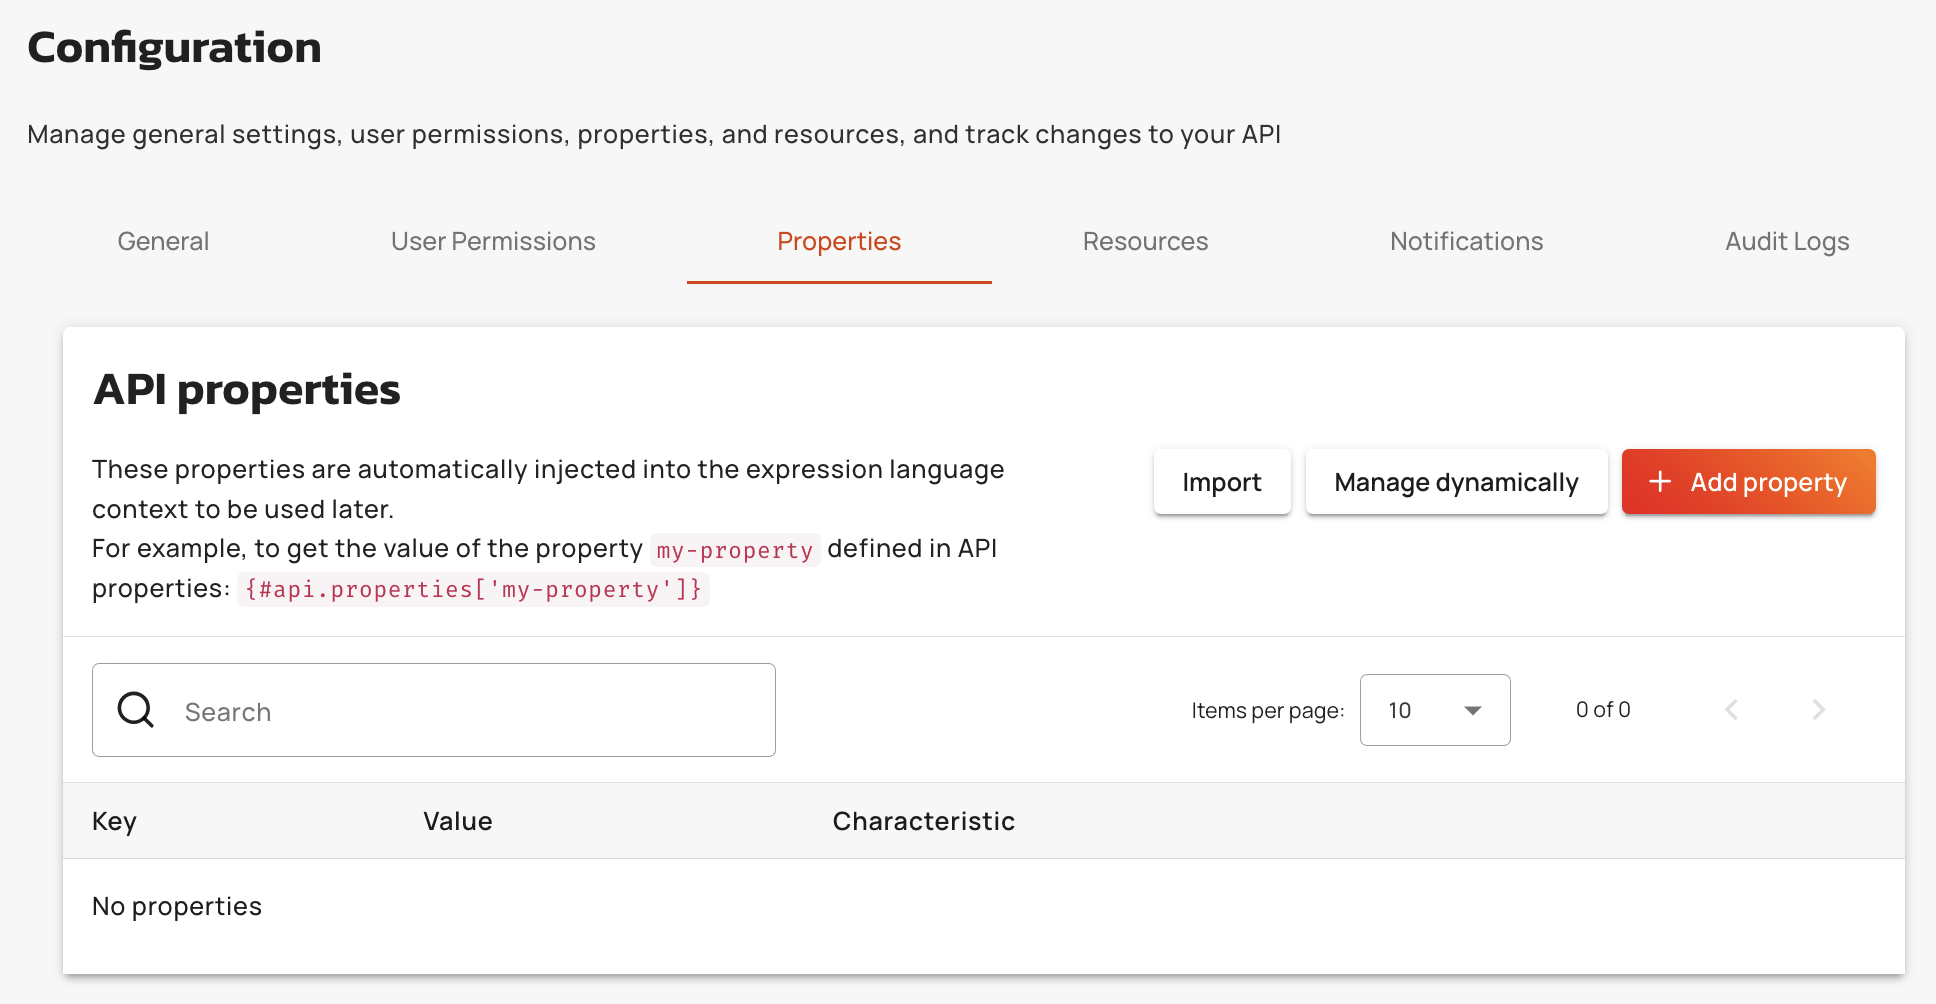 Configuration
Manage general settings, user permissions, properties, and resources, and track changes to your API
General User Permissions Properties Resources Notifications Audit Logs
API properties
These properties are automatically injected into the expression language
context to be used later.
For example, to get the value of the property my-property defined in API
properties: {#api.properties['my-property']}
Import Manage dynamically + Add property
Search Items per page: 10 0 of 0
Key Value Characteristic
No properties